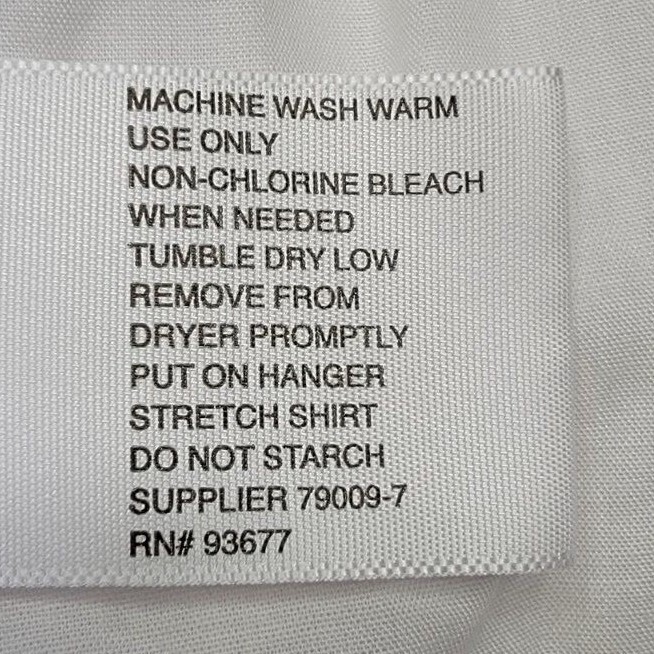 MACHINE WASH WARM
USE ONLY
NON-CHLORINE BLEACH
WHEN NEEDED
TUMBLE DRY LOW
REMOVE FROM
DRYER PROMPTLY
PUT ON HANGER
STRETCH SHIRT
DO NOT STARCH
SUPPLIER 79009-7
RN# 93677